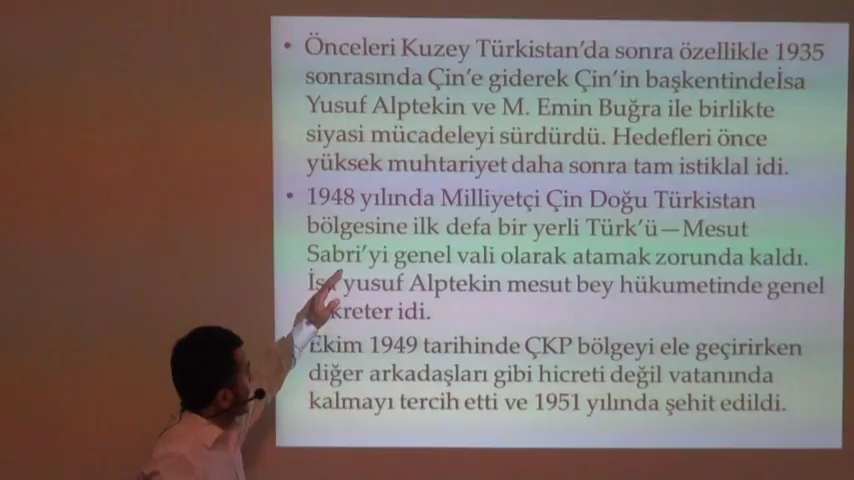 • Önceleri Kuzey Türkistan'da sonra özellikle 1935
sonrasında Çin'e giderek Çin'in başkentindeİsa
Yusuf Alptekin ve M. Emin Buğra ile birlikte
siyasi mücadeleyi sürdürdü. Hedefleri önce
yüksek muhtariyet daha sonra tam istiklal idi.
• 1948 yılında Milliyetçi Çin Doğu Türkistan
bölgesine ilk defa bir yerli Türk'ü—Mesut
Sabri'yi genel vali olarak atamak zorunda kaldı.
yusuf Alptekin mesut bey hükumetinde genel
kreter idi.
Ekim 1949 tarihinde ÇKP bölgeyi ele geçirirken
diğer arkadaşları gibi hicreti değil vatanında
kalmayı tercih etti ve 1951 yılında şehit edildi.